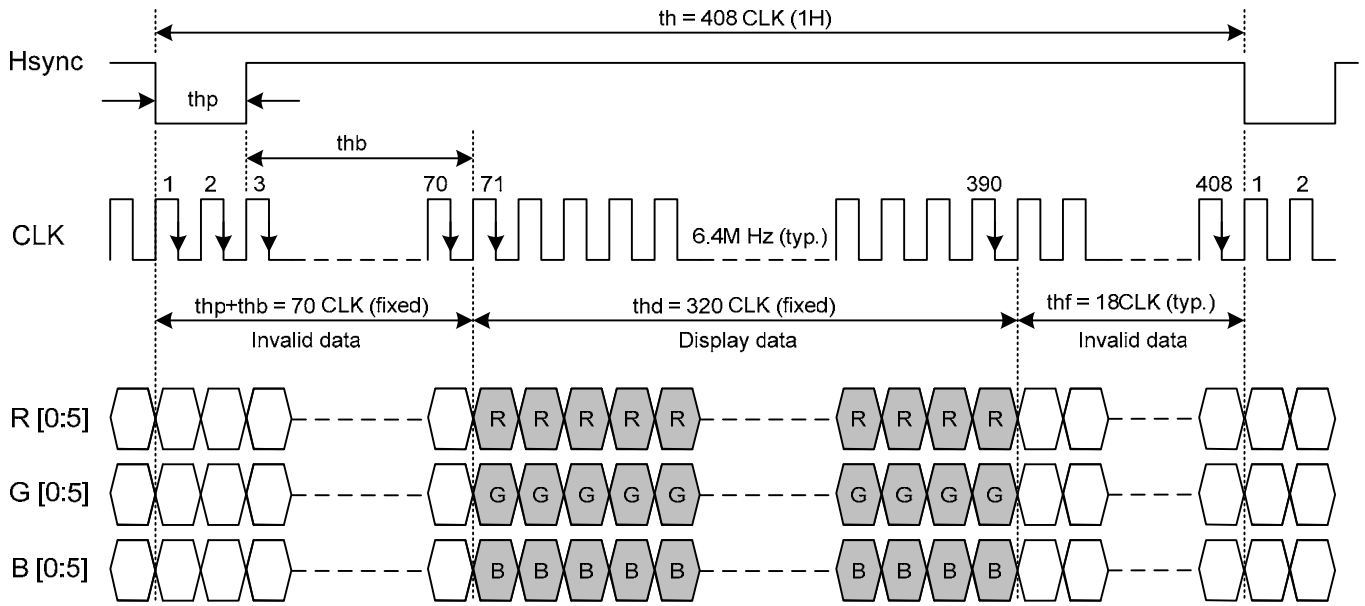 th = 408 CLK (1H)
Hsync
thp
thb
1 2 3 70 71 390 408 1 2
CLK
6.4M Hz (typ.)
thp+thb = 70 CLK (fixed) thd = 320 CLK (fixed) thf = 18CLK (typ.)
Invalid data Display data Invalid data
R [0:5] R R R R R R R R R
G [0:5] G G G G G G G G G
B [0:5] B B B B B B B B B